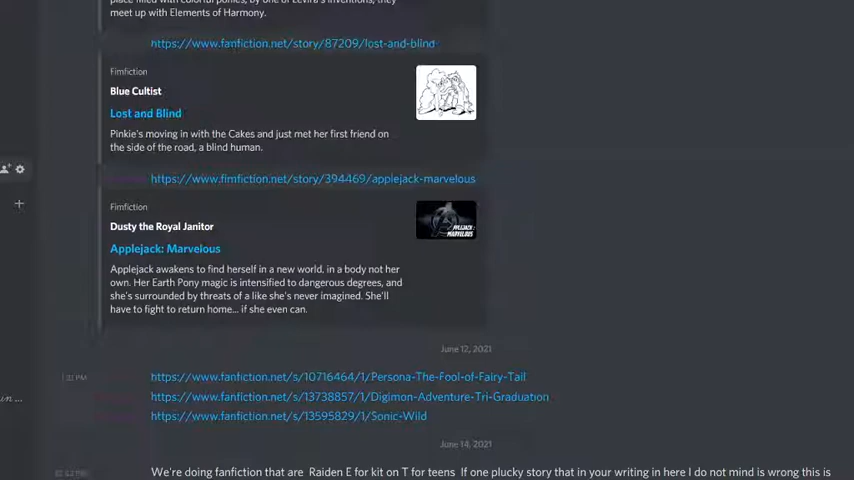 place filled with colorful ponies, by one of Levira's inventions, they
meet up with Elements of Harmony.
https://www.fanfiction.net/story/87209/lost-and-blind
Fimfiction
Blue Cultist
Lost and Blind
Pinkie's moving in with the Cakes and just met her first friend on
the side of the road, a blind human.
https://www.fimfiction.net/story/394469/applejack-marvelous
Fimfiction
Dusty the Royal Janitor
Applejack: Marvelous
APPLEJACK:
MARVELOUS
Applejack awakens to find herself in a new world, in a body not her
own. Her Earth Pony magic is intensified to dangerous degrees, and
she's surrounded by threats of a like she's never imagined. She'll
have to fight to return home... if she even can.
June 12, 2021
1:31 PM
https://www.fanfiction.net/s/10716464/1/Persona-The-Fool-of-Fairy-Tail
https://www.fanfiction.net/s/13738857/1/Digimon-Adventure-Tri-Graduation
un ...
https://www.fanfiction.net/s/13595829/1/Sonic-Wild
June 14, 2021
We're doing fanfiction that are Raiden E for kit on T for teens If one plucky story that in your writing in here I do not mind is wrong this is